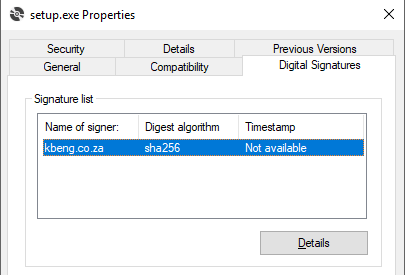 setup.exe Properties
Security Details Previous Versions
General Compatibility Digital Signatures
Signature list
Name of signer: Digest algorithm Timestamp
kbeng.co.za sha256 Not available
Details